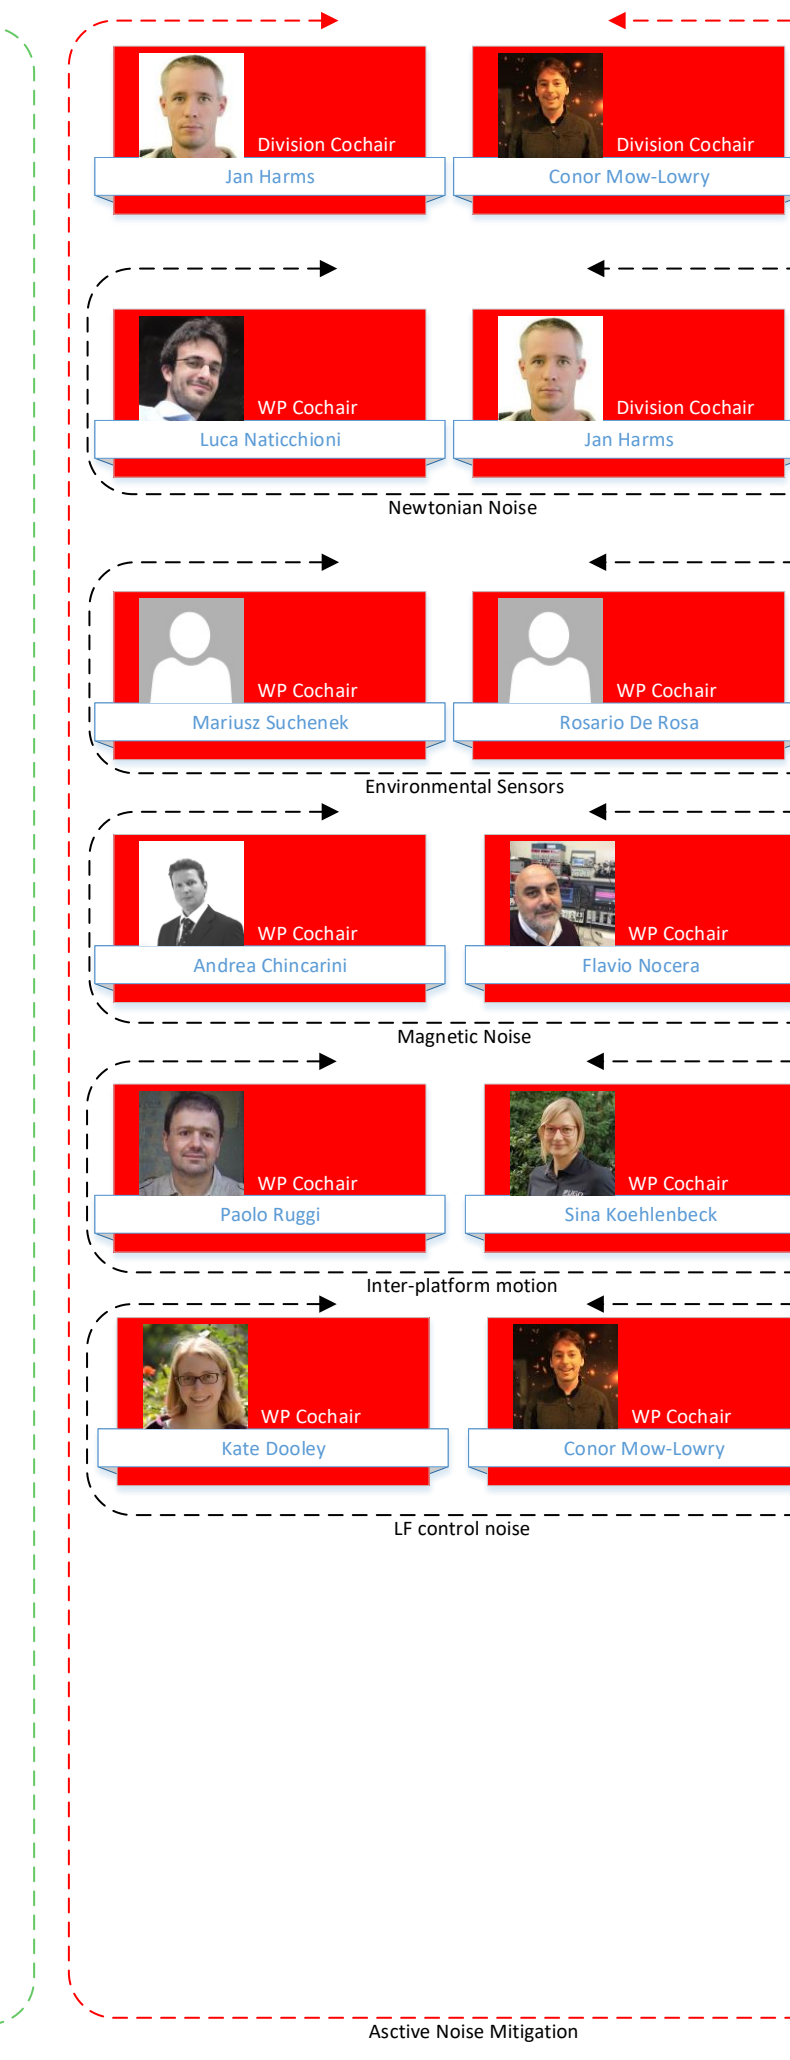 Division Cochair
Jan Harms
Division Cochair
Conor Mow-Lowry
WP Cochair
Luca Naticchioni
Division Cochair
Jan Harms
Newtonian Noise
WP Cochair
Mariusz Suchenek
WP Cochair
Rosario De Rosa
Environmental Sensors
WP Cochair
Andrea Chincarini
WP Cochair
Flavio Nocera
Magnetic Noise
WP Cochair
Paolo Ruggi
WP Cochair
Sina Koehlenbeck
Inter-platform motion
WP Cochair
Kate Dooley
WP Cochair
Conor Mow-Lowry
LF control noise
Asctive Noise Mitigation